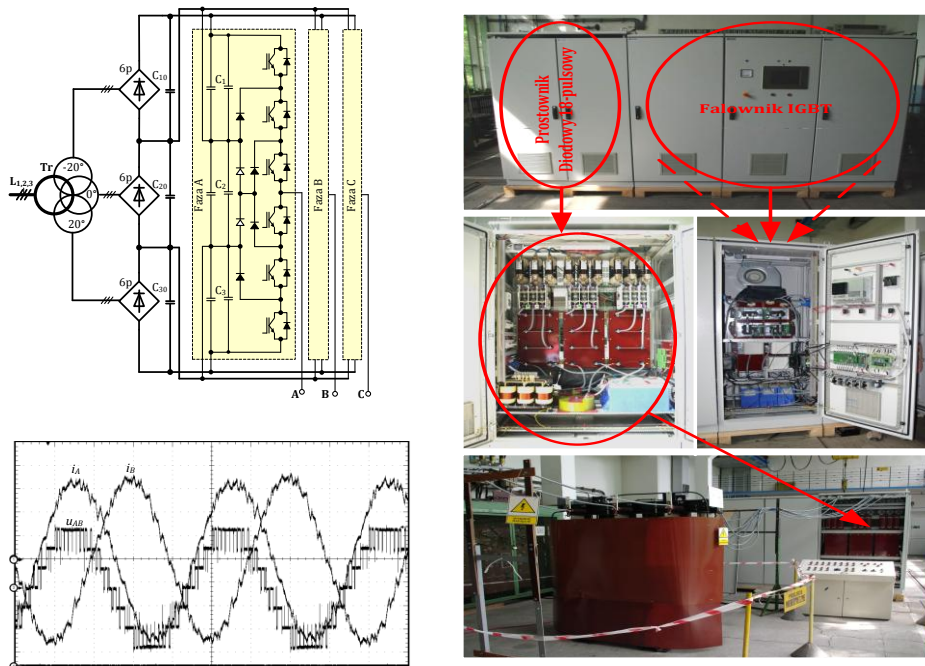 6p
C10
Tr
-20°
L1,2,3
0°
6p
C20
20°
6p
C30
Faza A
C1
C2
C3
Faza B
Faza C
A
B
C
iA
iB
uAB
Prostownik
Diodowy 18-pulsowy
Falownik IGBT